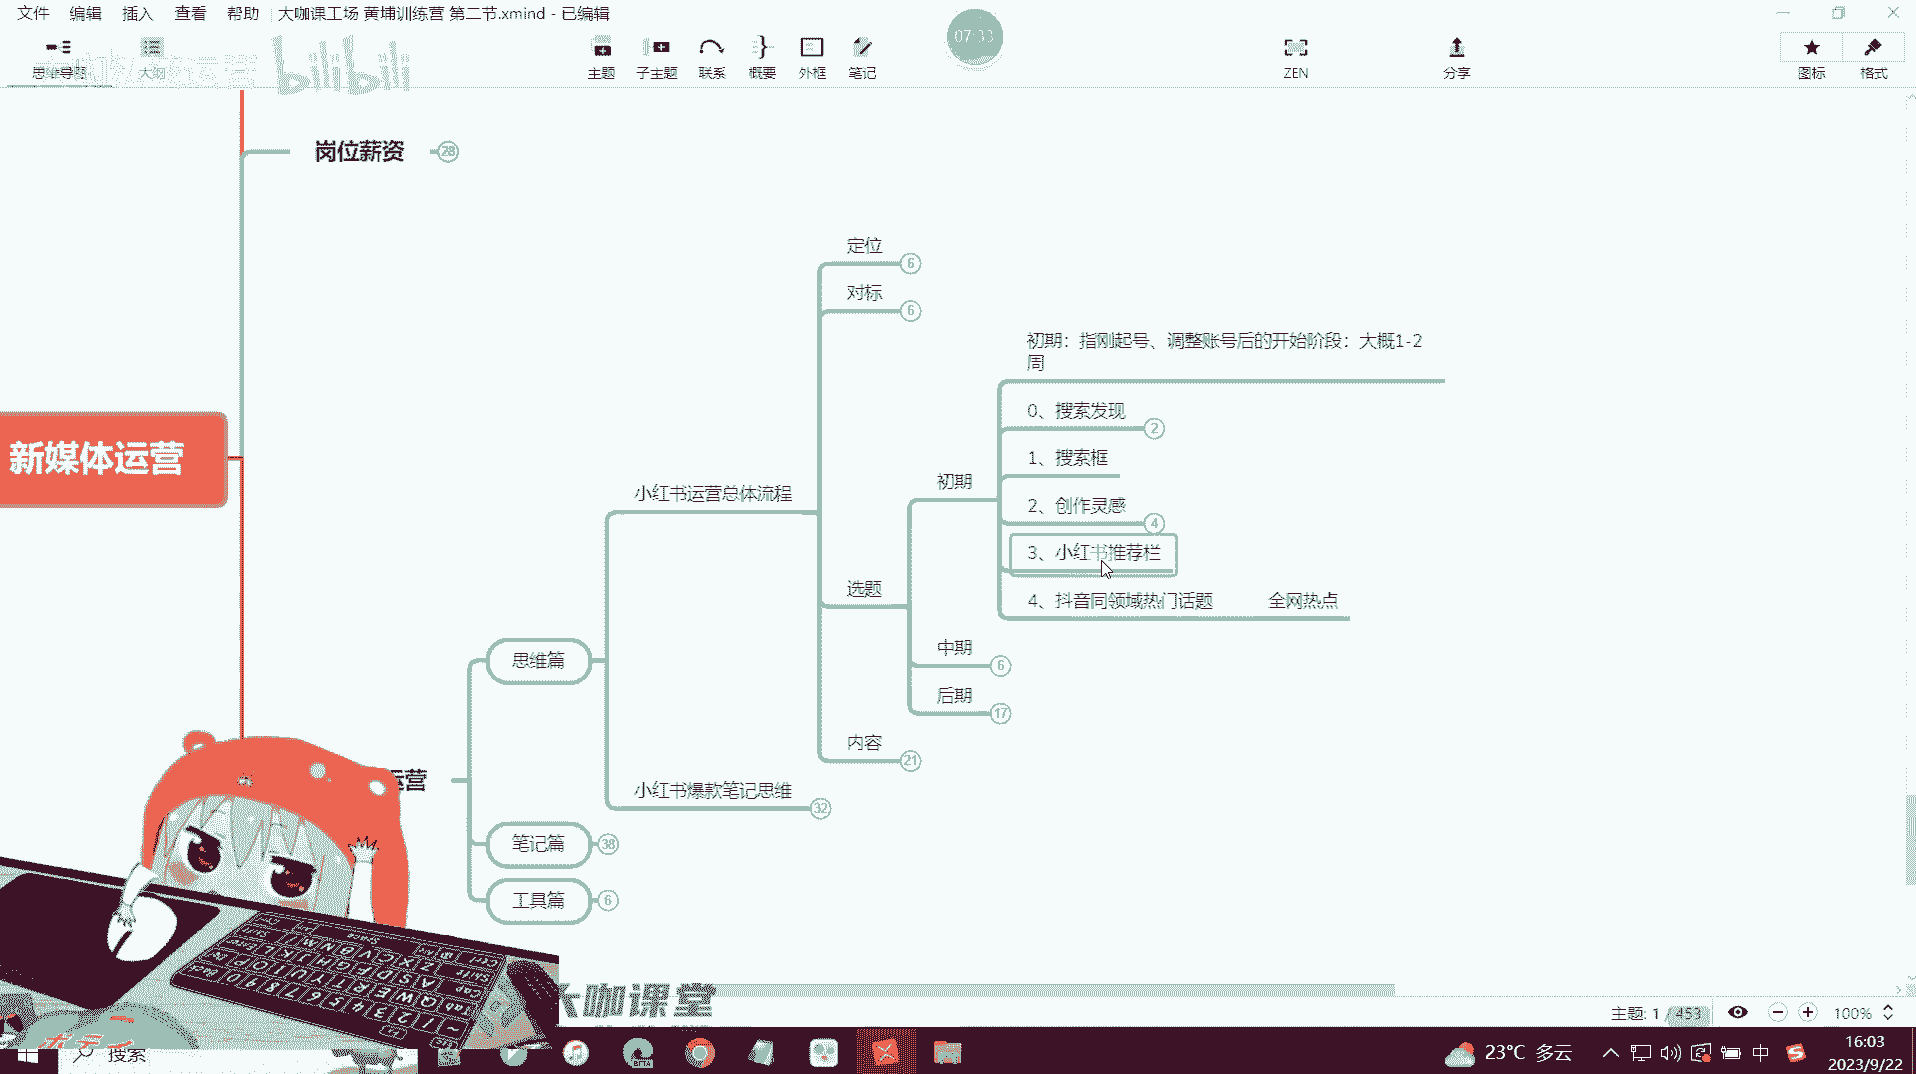 文件 编辑 插入 查看 帮助 大咖课工场 黄埔训练营 第二节.xmind - 已编辑
思维导图 大纲 主题 子主题 联系 概要 外框 笔记 07:33 ZEN 分享 图标 格式
bilibili
岗位薪资 28
定位 6
对标 6
初期：指刚起号、调整账号后的开始阶段：大概1-2
周
0、搜索发现 2
1、搜索框
初期
小红书运营总体流程
2、创作灵感 4
3、小红书推荐栏
选题
4、抖音同领域热门话题 全网热点
新媒体运营
中期 6
思维篇
后期 17
内容 21
运营
小红书爆款笔记思维 32
笔记篇 38
工具篇 6
大咖课堂
主题: 1 / 453 100%
搜索
BETA
23°C 多云
中
16:03
2023/9/22